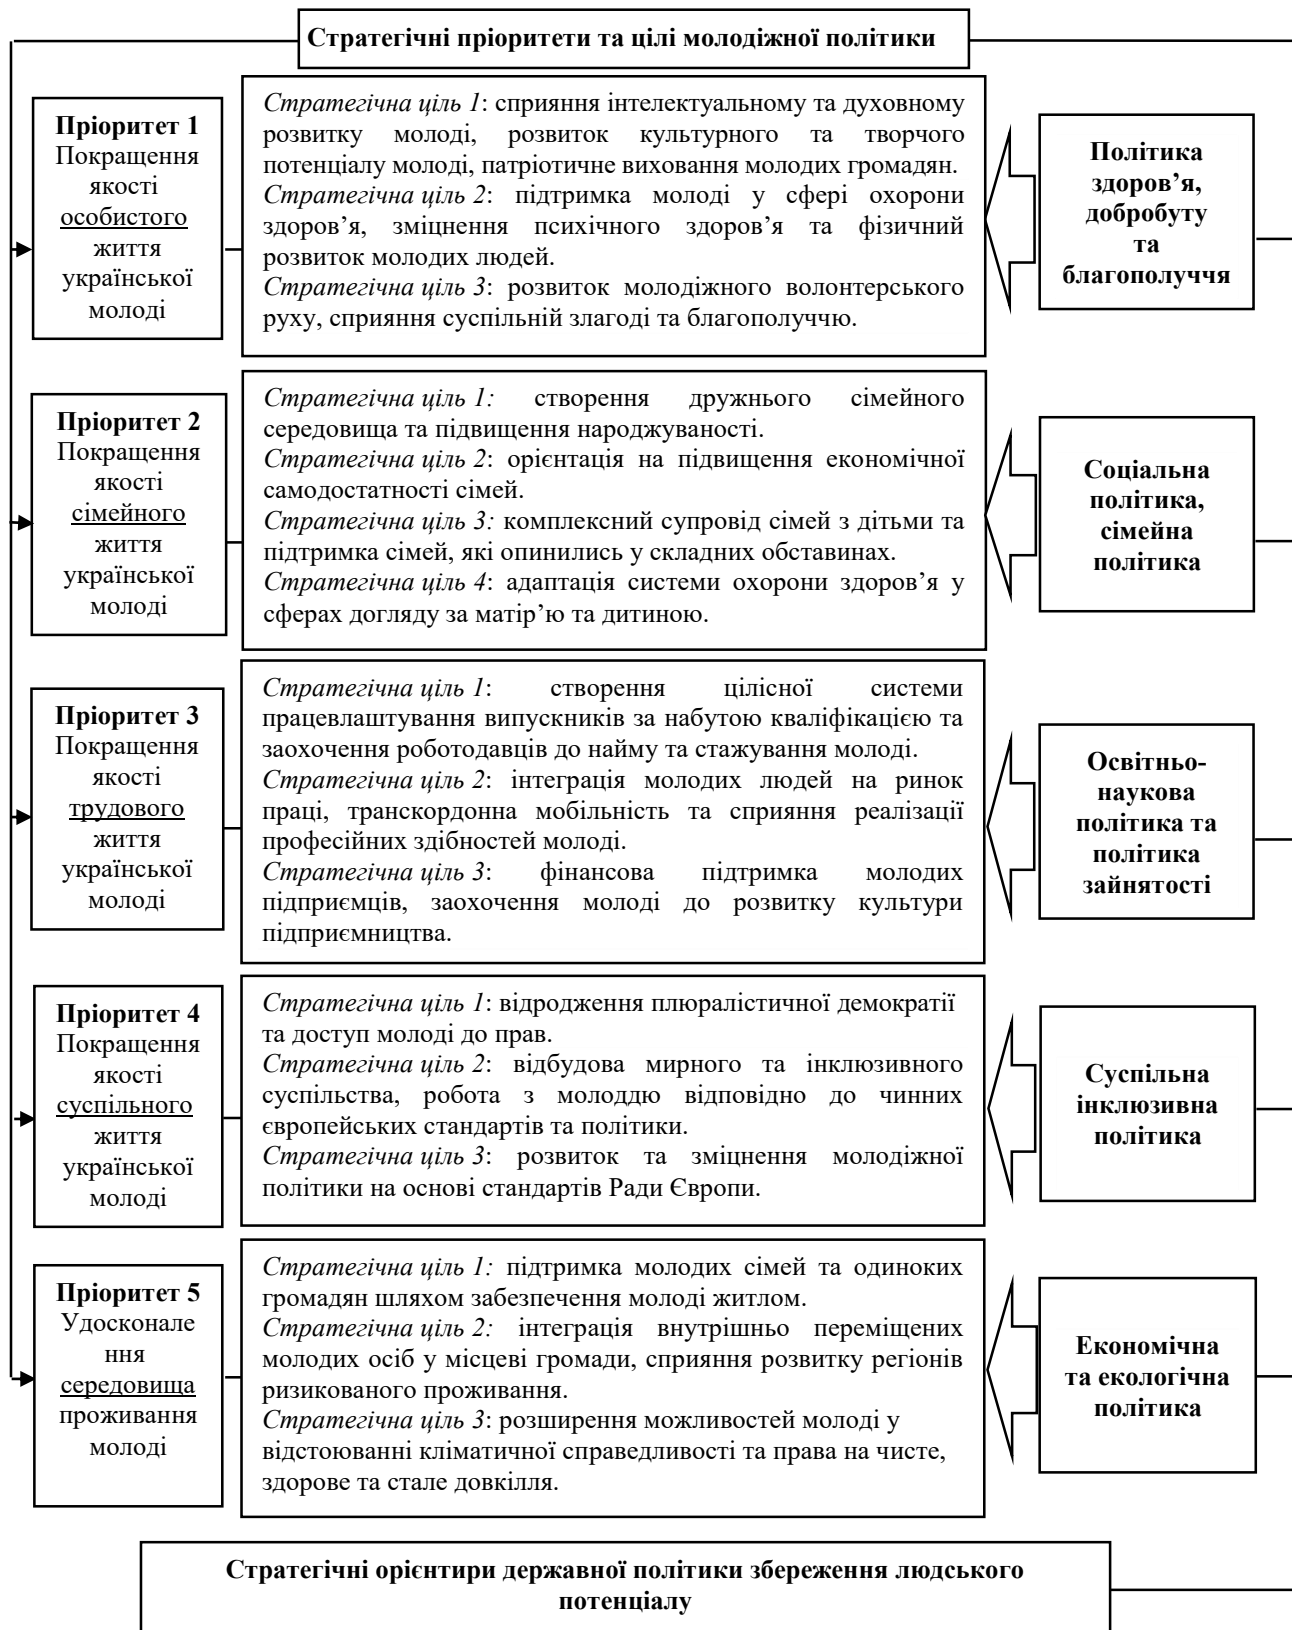 Стратегічні пріоритети та цілі молодіжної політики
Пріоритет 1
Покращення
якості
особистого
життя
української
молоді
Стратегічна ціль 1: сприяння інтелектуальному та духовному
розвитку молоді, розвиток культурного та творчого
потенціалу молоді, патріотичне виховання молодих громадян.
Стратегічна ціль 2: підтримка молоді у сфері охорони
здоров’я, зміцнення психічного здоров’я та фізичний
розвиток молодих людей.
Стратегічна ціль 3: розвиток молодіжного волонтерського
руху, сприяння суспільній злагоді та благополуччю.
Політика
здоров’я,
добробуту
та
благополуччя
Пріоритет 2
Покращення
якості
сімейного
життя
української
молоді
Стратегічна ціль 1: створення дружнього сімейного
середовища та підвищення народжуваності.
Стратегічна ціль 2: орієнтація на підвищення економічної
самодостатності сімей.
Стратегічна ціль 3: комплексний супровід сімей з дітьми та
підтримка сімей, які опинились у складних обставинах.
Стратегічна ціль 4: адаптація системи охорони здоров’я у
сферах догляду за матір’ю та дитиною.
Соціальна
політика,
сімейна
політика
Пріоритет 3
Покращення
якості
трудового
життя
української
молоді
Стратегічна ціль 1: створення цілісної системи
працевлаштування випускників за набутою кваліфікацією та
заохочення роботодавців до найму та стажування молоді.
Стратегічна ціль 2: інтеграція молодих людей на ринок
праці, транскордонна мобільність та сприяння реалізації
професійних здібностей молоді.
Стратегічна ціль 3: фінансова підтримка молодих
підприємців, заохочення молоді до розвитку культури
підприємництва.
Освітньо-
наукова
політика та
політика
зайнятості
Пріоритет 4
Покращення
якості
суспільного
життя
української
молоді
Стратегічна ціль 1: відродження плюралістичної демократії
та доступ молоді до прав.
Стратегічна ціль 2: відбудова мирного та інклюзивного
суспільства, робота з молоддю відповідно до чинних
європейських стандартів та політики.
Стратегічна ціль 3: розвиток та зміцнення молодіжної
політики на основі стандартів Ради Європи.
Суспільна
інклюзивна
політика
Пріоритет 5
Удосконале
ння
середовища
проживання
молоді
Стратегічна ціль 1: підтримка молодих сімей та одиноких
громадян шляхом забезпечення молоді житлом.
Стратегічна ціль 2: інтеграція внутрішньо переміщених
молодих осіб у місцеві громади, сприяння розвитку регіонів
ризикованого проживання.
Стратегічна ціль 3: розширення можливостей молоді у
відстоюванні кліматичної справедливості та права на чисте,
здорове та стале довкілля.
Економічна
та екологічна
політика
Стратегічні орієнтири державної політики збереження людського
потенціалу